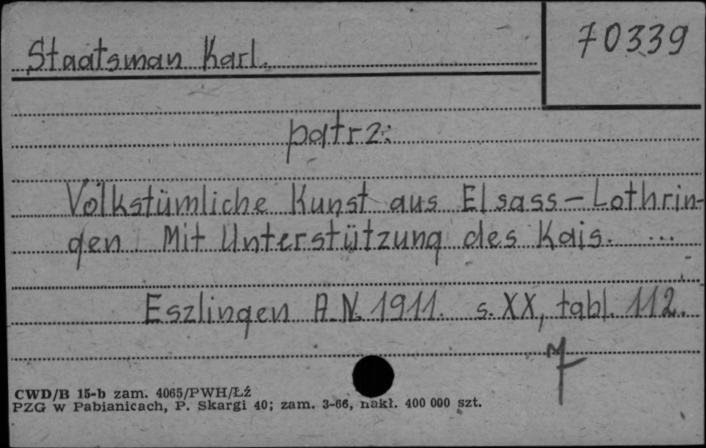 70339
Staatsman Karl.
patrz:
Volkstümliche Kunst aus Elsass-Lothrin-
gen Mit Unterstützung des Kais. ...
Eszlingen A.N. 1911. s. XX, tabl. 112.
7
CWD/B 15-b zam. 4065/PWH/Łź
PZG w Pabianicach, P. Skargi 40; zam. 3-66, nakł. 400 000 szt.